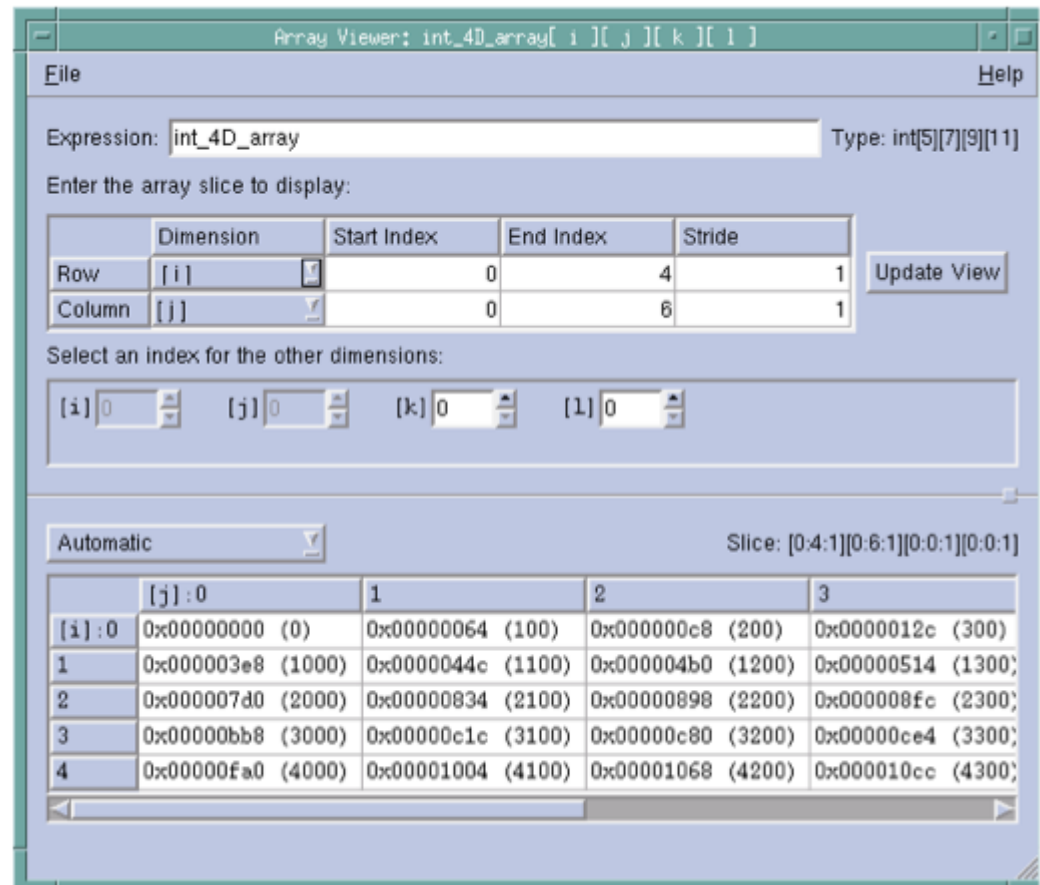 Array Viewer: int_4D_array[ i ][ j ][ k ][ l ]
File Help
Expression: int_4D_array Type: int[5][7][9][11]
Enter the array slice to display:
Dimension Start Index End Index Stride
Row [i] 0 4 1 Update View
Column [j] 0 6 1
Select an index for the other dimensions:
[i] 0 [j] 0 [k] 0 [l] 0
Automatic Slice: [0:4:1][0:6:1][0:0:1][0:0:1]
[j]:0 1 2 3
[i]:0 0x00000000 (0) 0x00000064 (100) 0x000000c8 (200) 0x0000012c (300)
1 0x000003e8 (1000) 0x0000044c (1100) 0x000004b0 (1200) 0x00000514 (1300)
2 0x000007d0 (2000) 0x00000834 (2100) 0x00000898 (2200) 0x000008fc (2300)
3 0x00000bb8 (3000) 0x00000c1c (3100) 0x00000c80 (3200) 0x00000ce4 (3300)
4 0x00000fa0 (4000) 0x00001004 (4100) 0x00001068 (4200) 0x000010cc (4300)